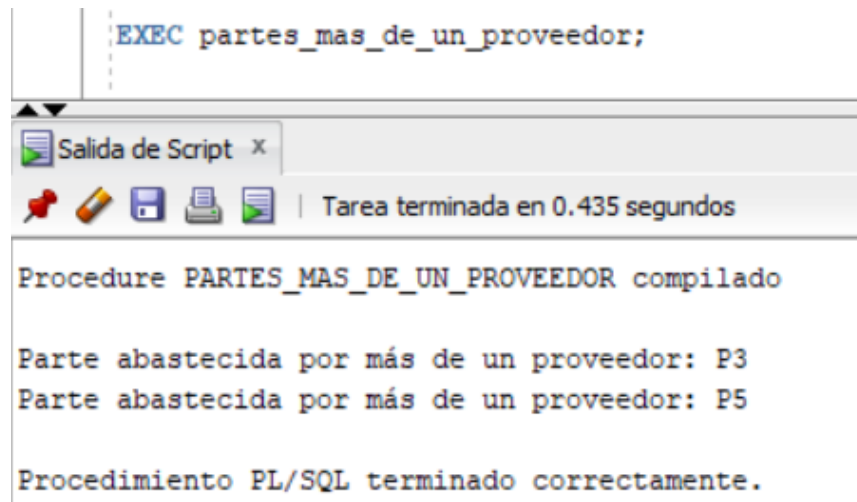 EXEC partes_mas_de_un_proveedor;
Salida de Script x
Tarea terminada en 0.435 segundos
Procedure PARTES_MAS_DE_UN_PROVEEDOR compilado
Parte abastecida por más de un proveedor: P3
Parte abastecida por más de un proveedor: P5
Procedimiento PL/SQL terminado correctamente.